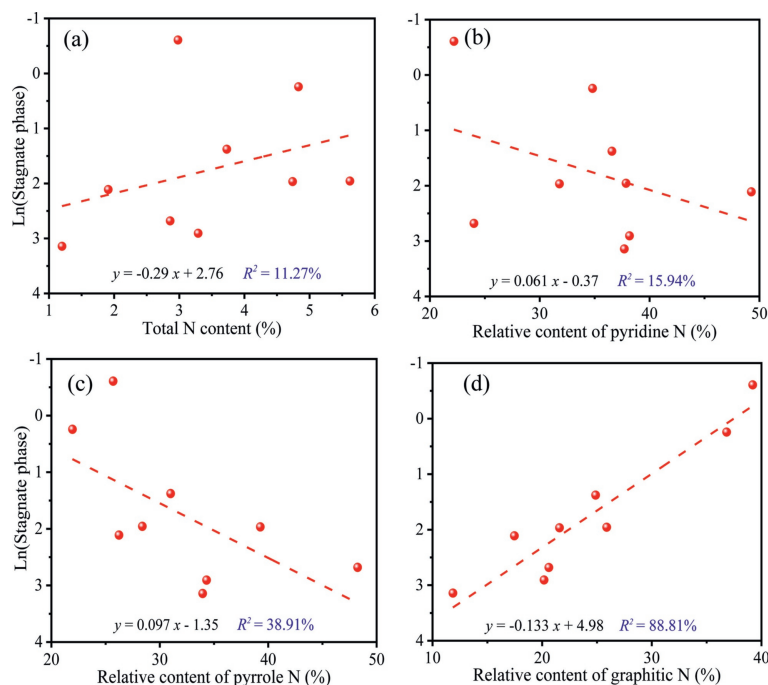 (a)
Ln(Stagnate phase)
-1
0
1
2
3
4
y = -0.29 x + 2.76 R² = 11.27%
1 2 3 4 5 6
Total N content (%)
(b)
-1
0
1
2
3
4
y = 0.061 x - 0.37 R² = 15.94%
20 30 40 50
Relative content of pyridine N (%)
(c)
Ln(Stagnate phase)
-1
0
1
2
3
4
y = 0.097 x - 1.35 R² = 38.91%
20 30 40 50
Relative content of pyrrole N (%)
(d)
-1
0
1
2
3
4
y = -0.133 x + 4.98 R² = 88.81%
10 20 30 40
Relative content of graphitic N (%)